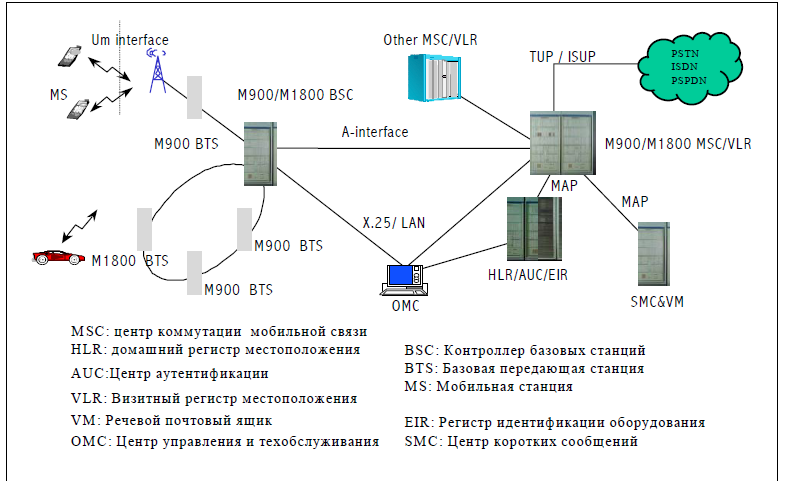 Um interface
Other MSC/VLR
TUP / ISUP
PSTN
ISDN
PSPDN
MS
M900/M1800 BSC
M900 BTS
A-interface
M900/M1800 MSC/VLR
MAP
MAP
X.25/ LAN
M900 BTS
M1800 BTS
M900 BTS
HLR/AUC/EIR
OMC
SMC&VM
MSC: центр коммутации мобильной связи
HLR: домашний регистр местоположения
AUC:Центр аутентификации
VLR: Визитный регистр местоположения
VM: Речевой почтовый ящик
OMC: Центр управления и техобслуживания
BSC: Контроллер базовых станций
BTS: Базовая передающая станция
MS: Мобильная станция
EIR: Регистр идентификации оборудования
SMC: Центр коротких сообщений